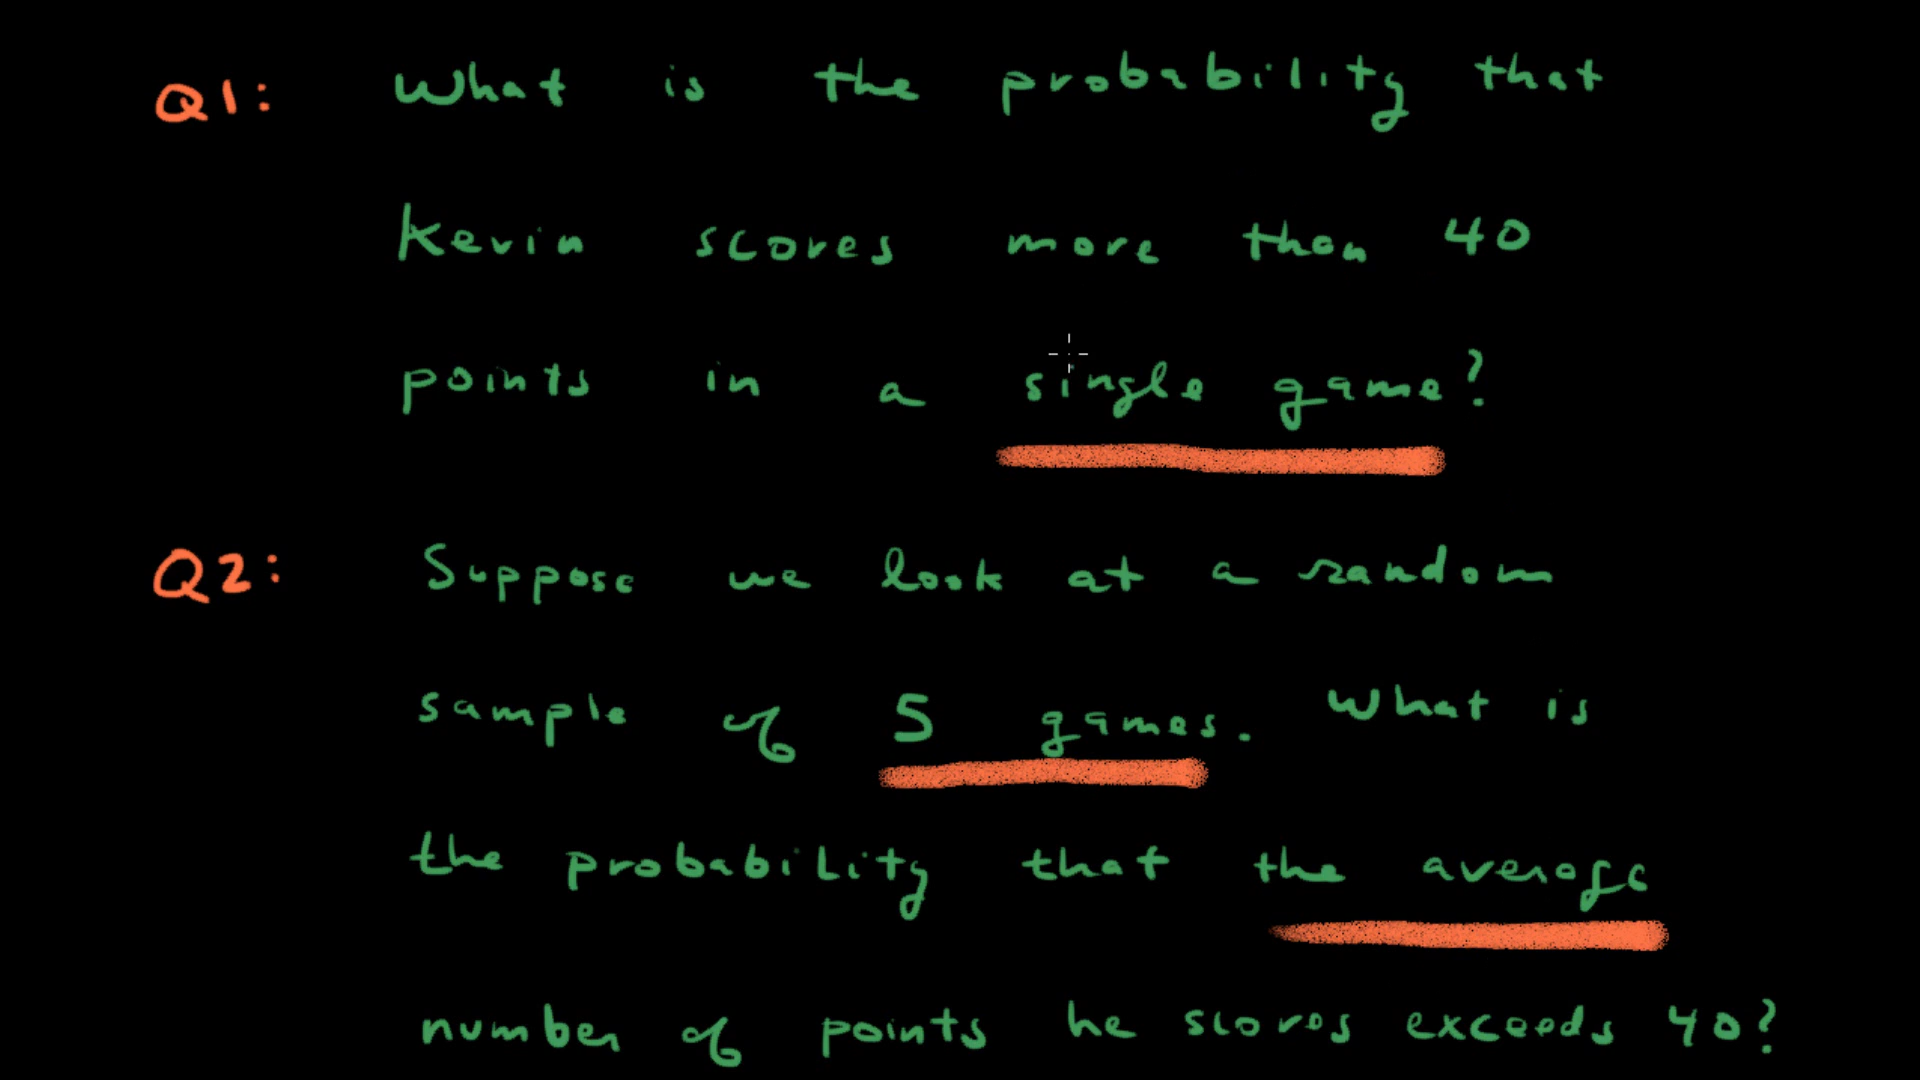 Q1: What is the probability that
Kevin scores more than 40
points in a single game?
Q2: Suppose we look at a random
sample of 5 games. What is
the probability that the average
number of points he scores exceeds 40?